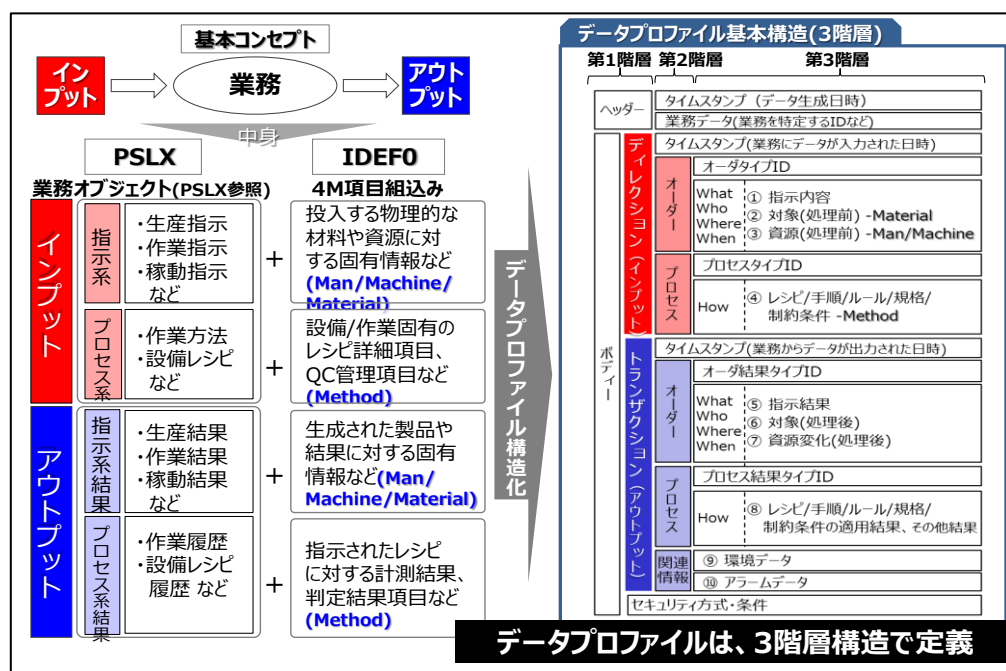 基本コンセプト
イン
プット
業務
アウト
プット
中身
PSLX
IDEF0
業務オブジェクト(PSLX参照)
4M項目組込み
インプット
指示系
・生産指示
・作業指示
・稼動指示
など
+
投入する物理的な
材料や資源に対
する固有情報など
(Man/Machine/
Material)
プロセス系
・作業方法
・設備レシピ
など
+
設備/作業固有の
レシピ詳細項目、
QC管理項目など
(Method)
アウトプット
指示系結果
・生産結果
・作業結果
・稼動結果
など
+
生成された製品や
結果に対する固有
情報など(Man/
Machine/Material)
プロセス系結果
・作業履歴
・設備レシピ
履歴 など
+
指示されたレシピ
に対する計測結果、
判定結果項目など
(Method)
データプロファイル構造化
データプロファイル基本構造(3階層)
第1階層
第2階層
第3階層
ヘッダー
タイムスタンプ（データ生成日時）
業務データ(業務を特定するIDなど)
ボディー
ディレクション(インプット)
タイムスタンプ(業務にデータが入力された日時)
オーダー
オーダタイプID
What
Who
Where
When
① 指示内容
② 対象(処理前) -Material
③ 資源(処理前) -Man/Machine
プロセス
プロセスタイプID
How
④ レシピ/手順/ルール/規格/
制約条件 -Method
トランザクション(アウトプット)
タイムスタンプ(業務からデータが出力された日時)
オーダー
オーダ結果タイプID
What
Who
Where
When
⑤ 指示結果
⑥ 対象(処理後)
⑦ 資源変化(処理後)
プロセス
プロセス結果タイプID
How
⑧ レシピ/手順/ルール/規格/
制約条件の適用結果、その他結果
関連
情報
⑨ 環境データ
⑩ アラームデータ
セキュリティ方式・条件
データプロファイルは、3階層構造で定義